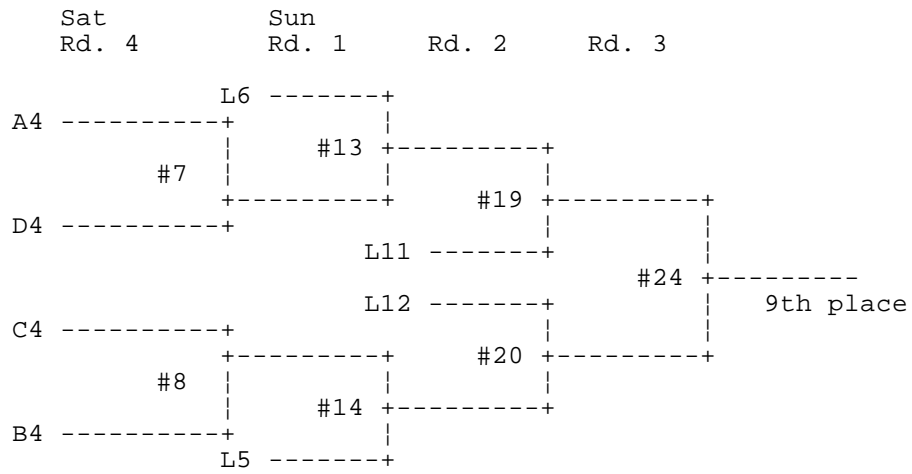 Sat Sun
Rd. 4 Rd. 1 Rd. 2 Rd. 3
L6
A4
#13
#7
#19
D4
L11
#24
9th place
L12
C4
#20
#8
#14
B4
L5